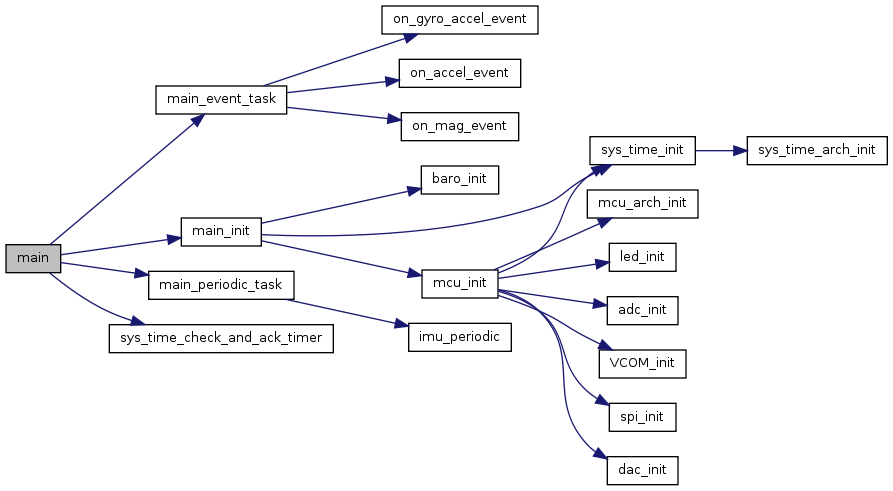 main
main_event_task
on_gyro_accel_event
on_accel_event
on_mag_event
main_init
baro_init
mcu_init
sys_time_init
sys_time_arch_init
mcu_arch_init
led_init
adc_init
VCOM_init
spi_init
dac_init
main_periodic_task
imu_periodic
sys_time_check_and_ack_timer